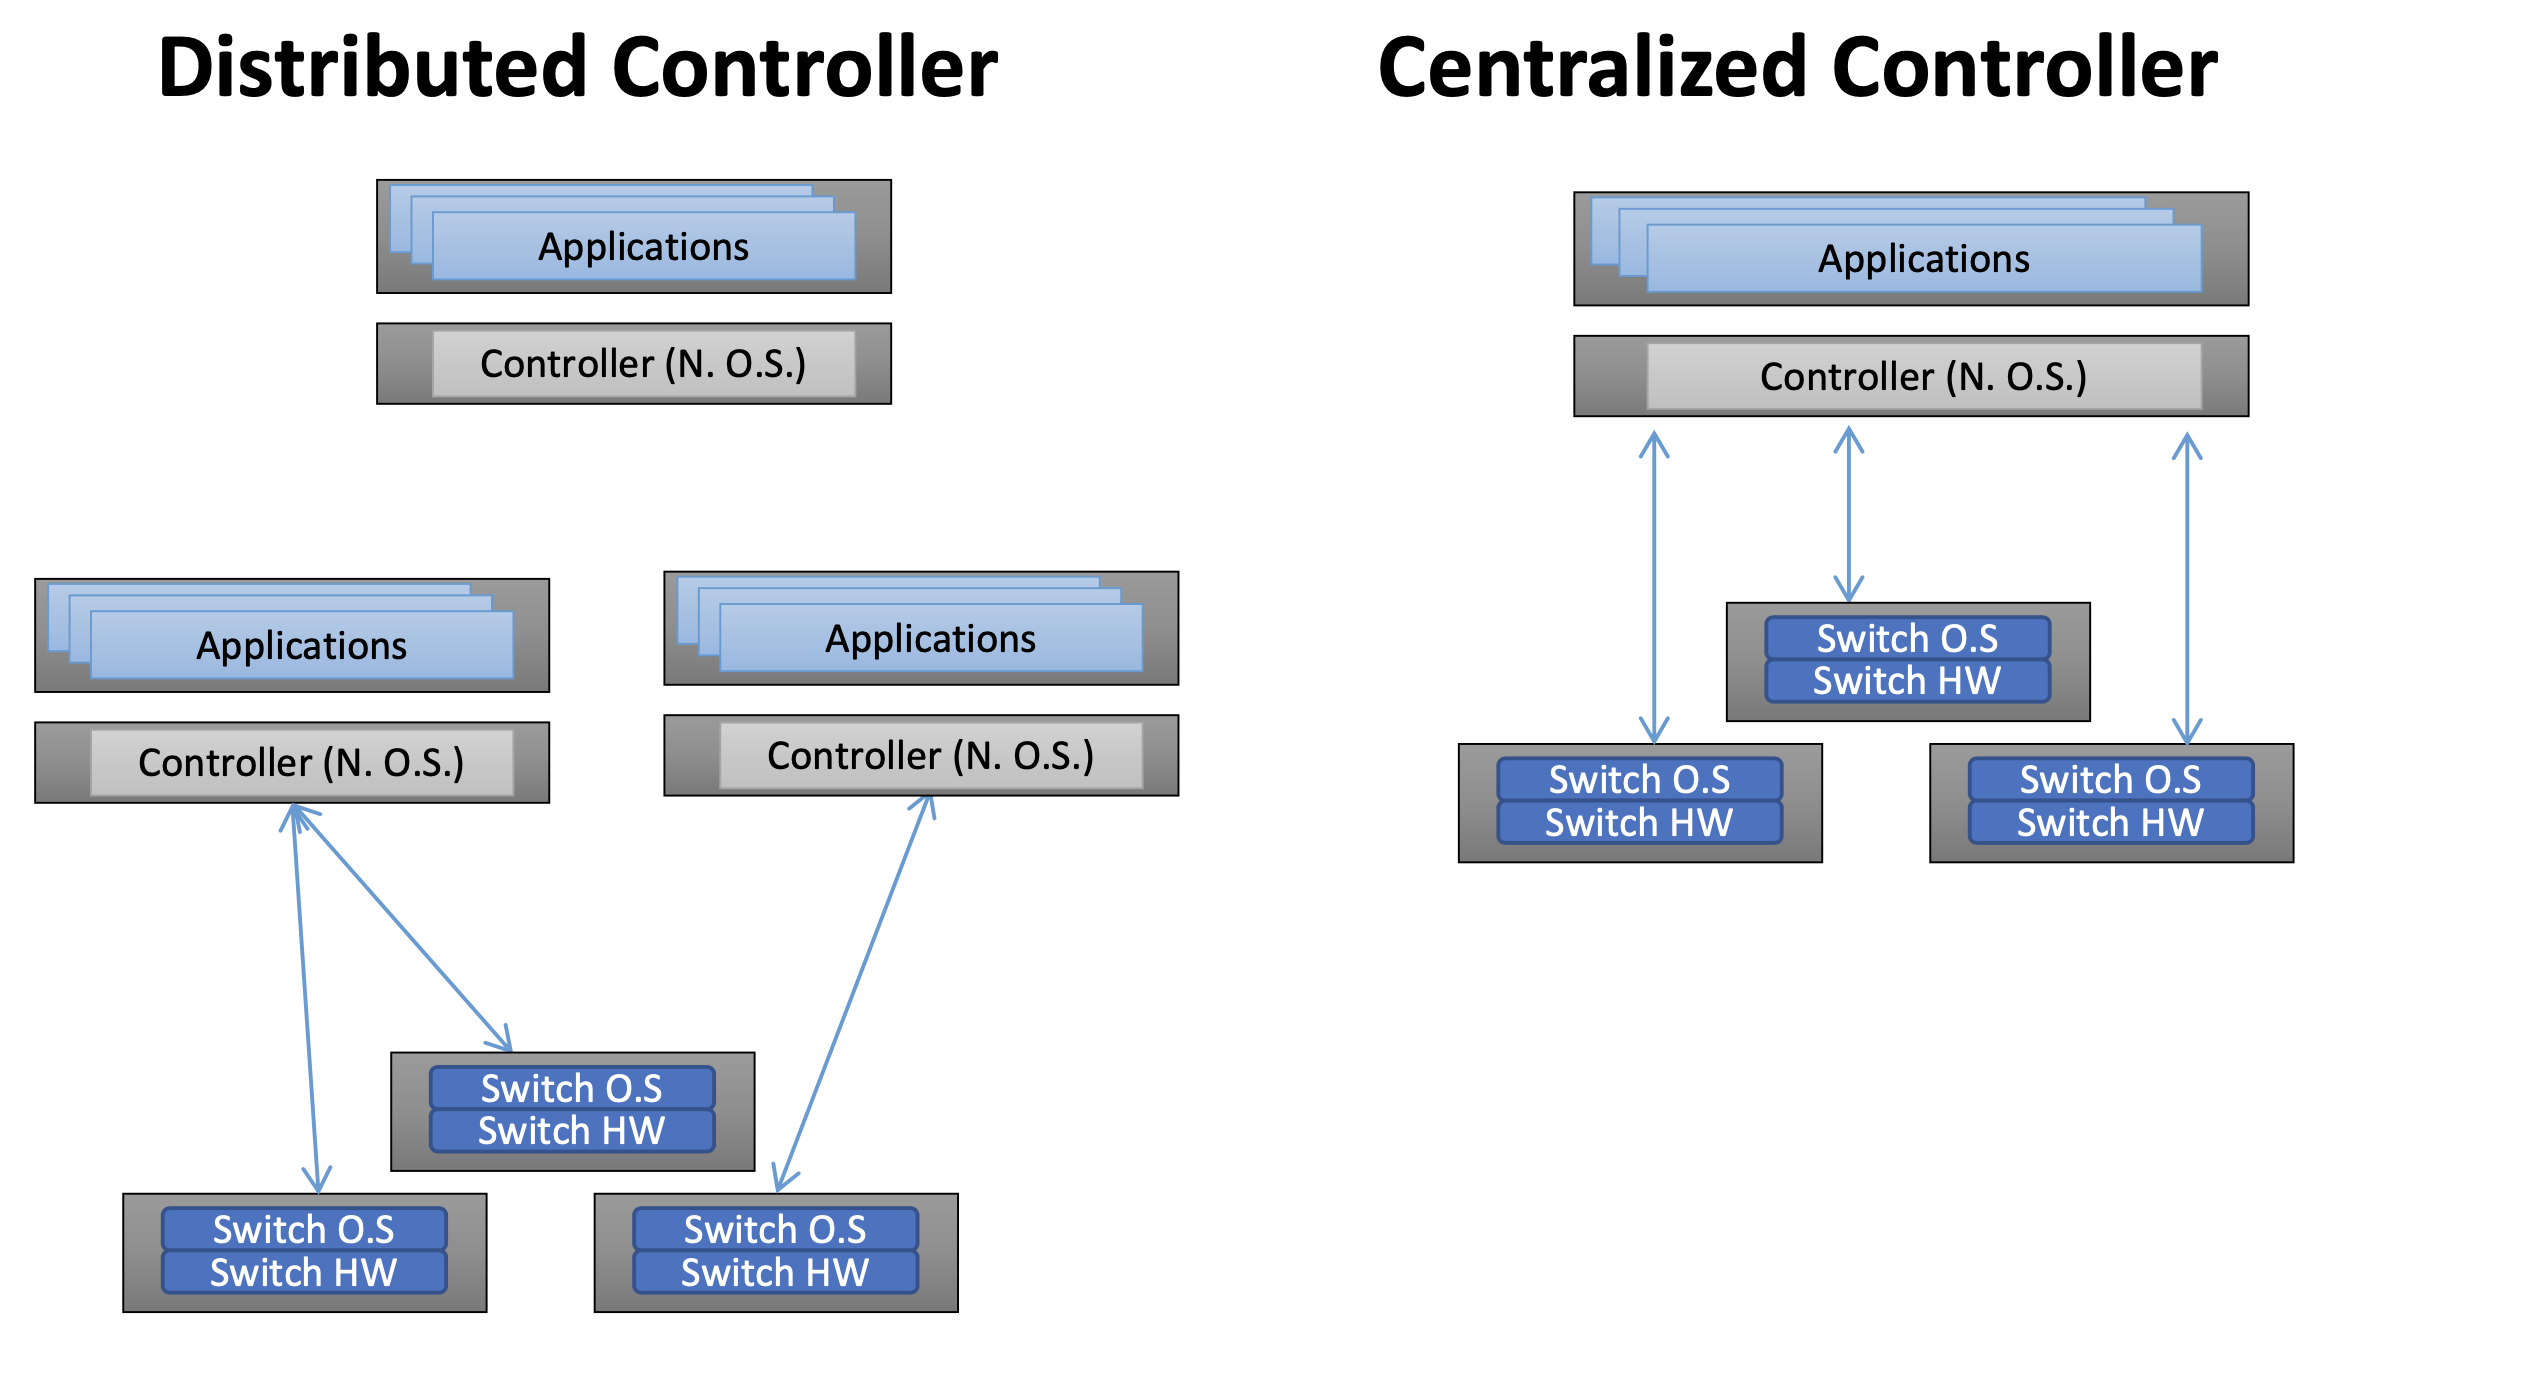 Distributed Controller
Applications
Controller (N. O.S.)
Applications
Controller (N. O.S.)
Applications
Controller (N. O.S.)
Switch O.S
Switch HW
Switch O.S
Switch HW
Switch O.S
Switch HW
Centralized Controller
Applications
Controller (N. O.S.)
Switch O.S
Switch HW
Switch O.S
Switch HW
Switch O.S
Switch HW